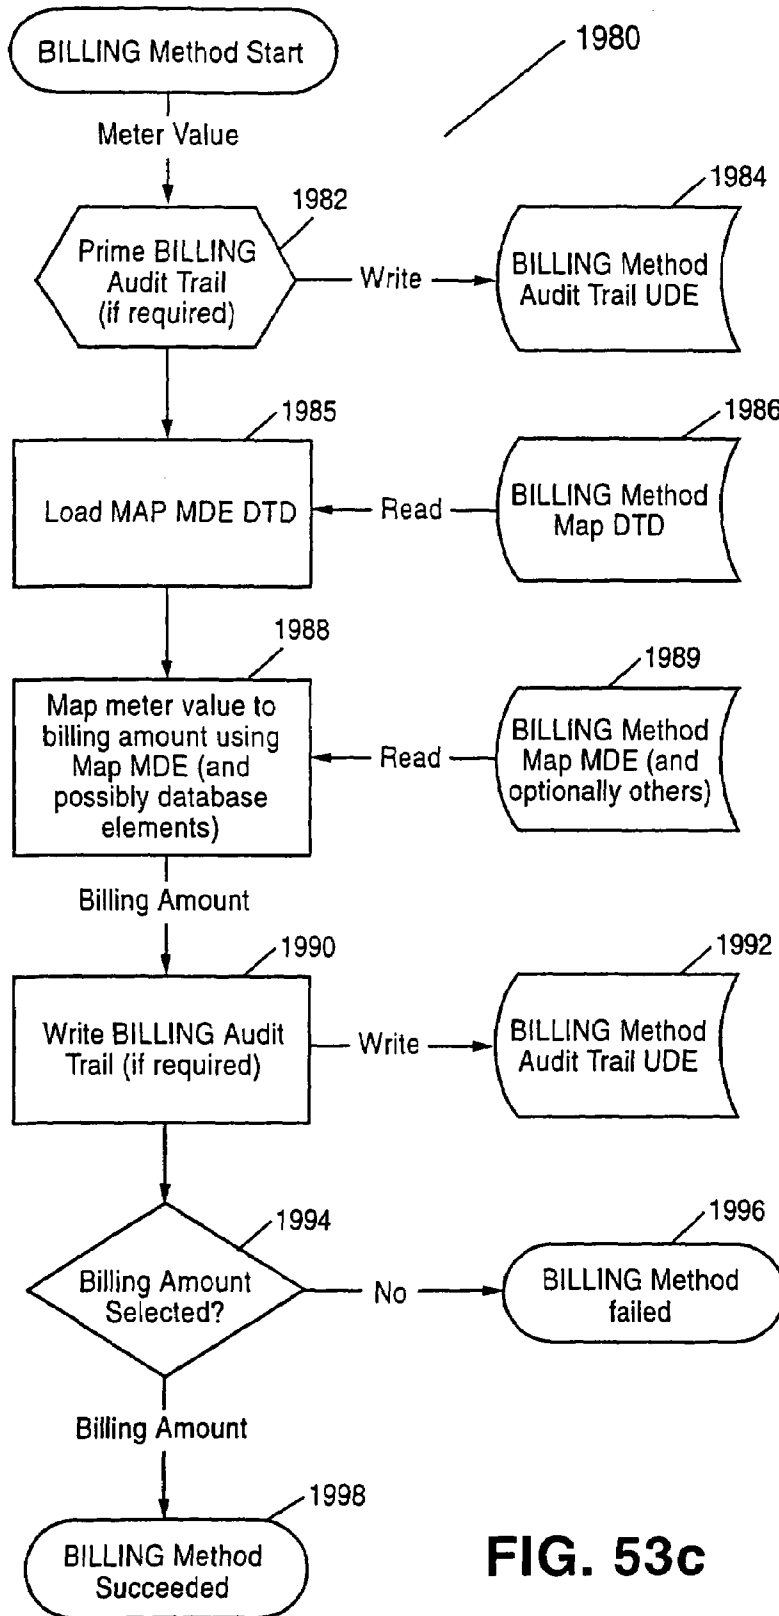 BILLING Method Start
1980
Meter Value
1982
1984
Prime BILLING
Audit Trail
(if required)
Write
BILLING Method
Audit Trail UDE
1985
1986
Load MAP MDE DTD
Read
BILLING Method
Map DTD
1988
1989
Map meter value to
billing amount using
Map MDE (and
possibly database
elements)
Read
BILLING Method
Map MDE (and
optionally others)
Billing Amount
1990
1992
Write BILLING Audit
Trail (if required)
Write
BILLING Method
Audit Trail UDE
1994
1996
Billing Amount
Selected?
No
BILLING Method
failed
Billing Amount
1998
BILLING Method
Succeeded
FIG. 53c